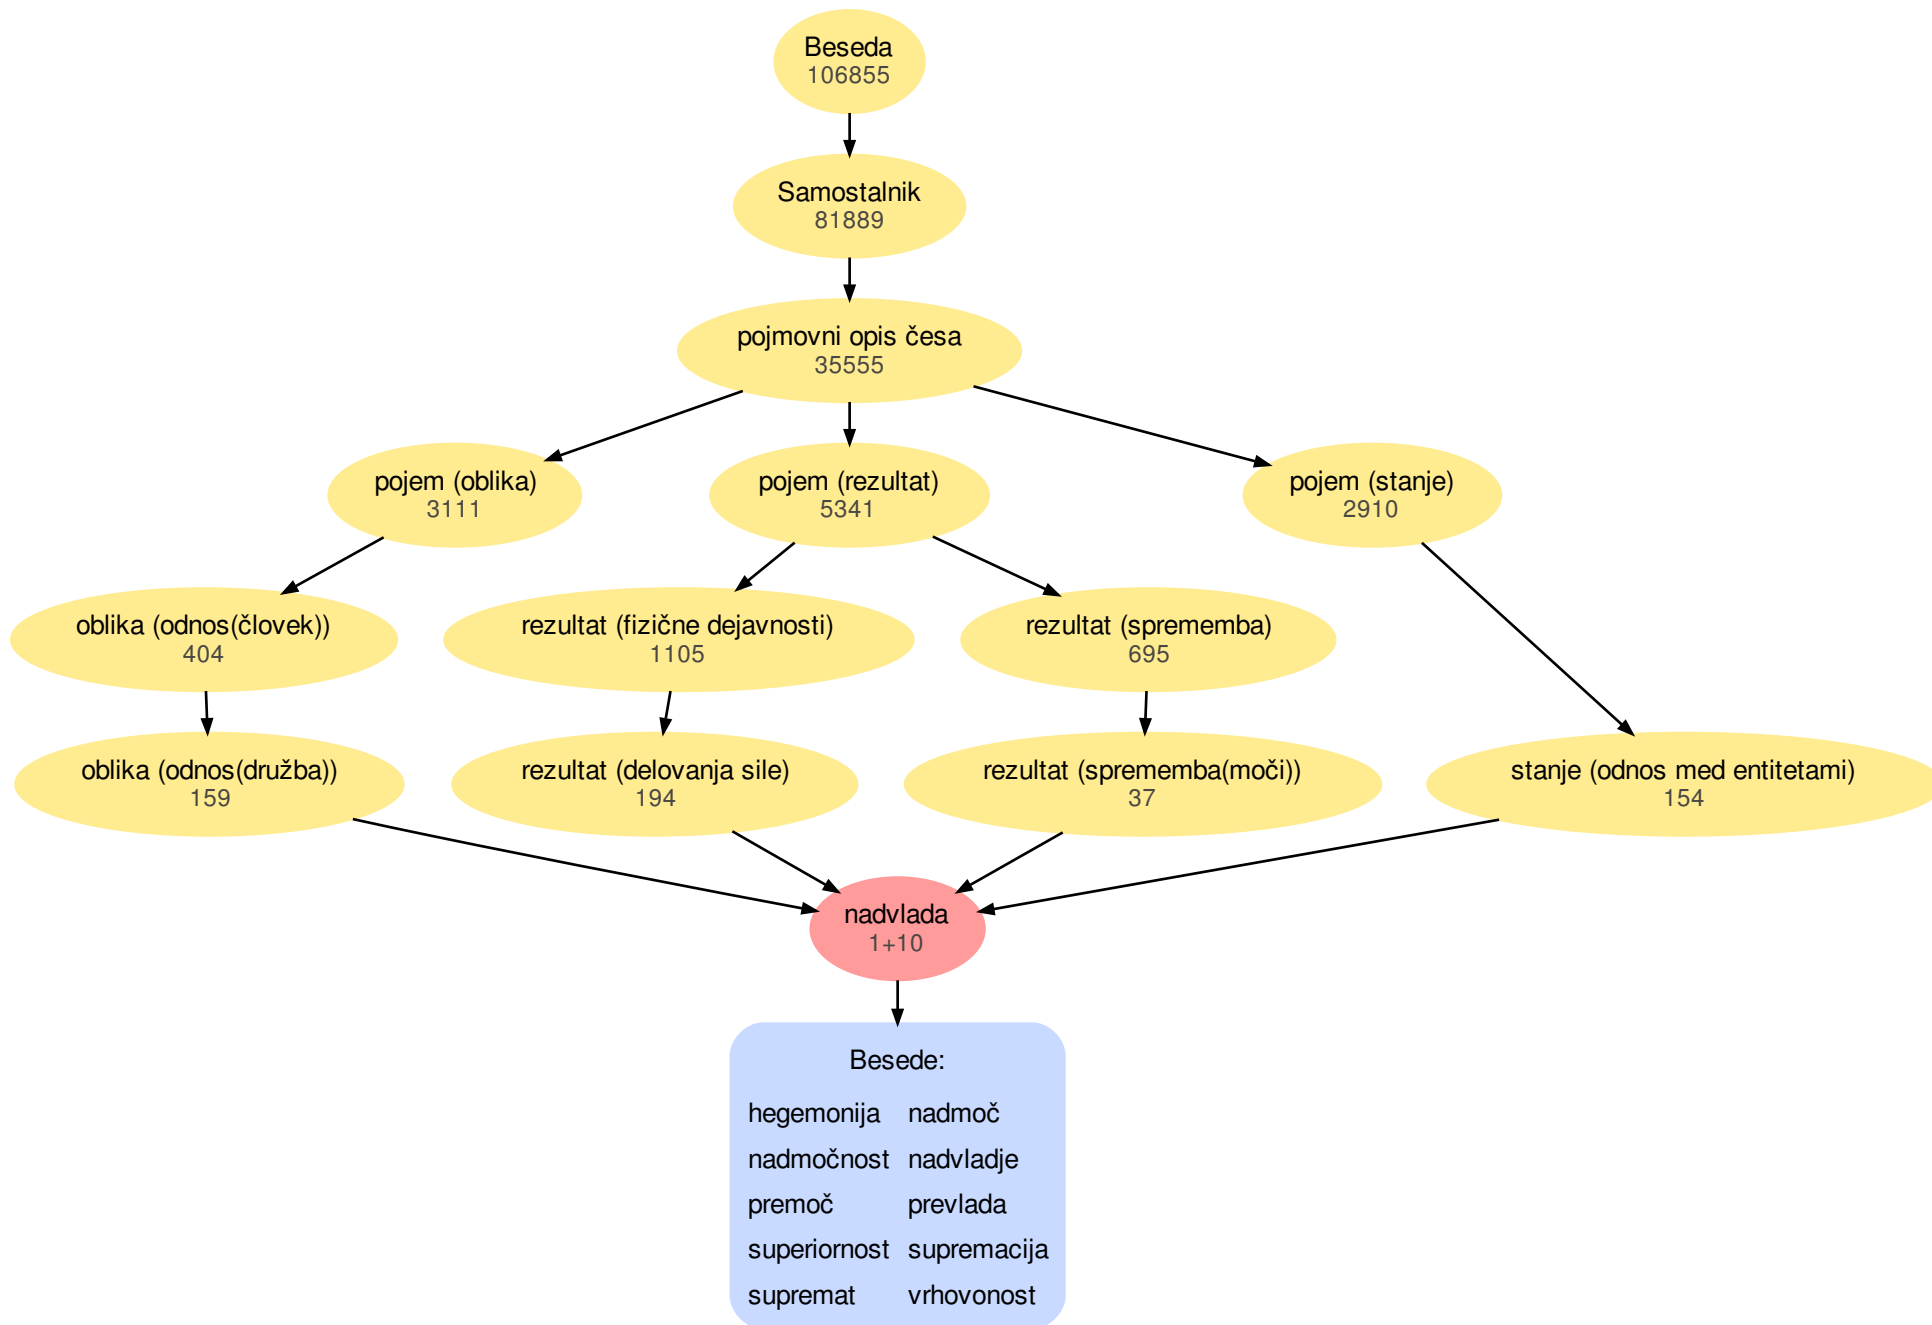 Beseda
106855
Samostalnik
81889
pojmovni opis česa
35555
pojem (oblika)
3111
pojem (rezultat)
5341
pojem (stanje)
2910
oblika (odnos(človek))
404
rezultat (fizične dejavnosti)
1105
rezultat (sprememba)
695
oblika (odnos(družba))
159
rezultat (delovanja sile)
194
rezultat (sprememba(moči))
37
stanje (odnos med entitetami)
154
nadvlada
1+10
Besede:
hegemonija nadmoč
nadmočnost nadvladje
premoč prevlada
superiornost supremacija
supremat vrhovonost